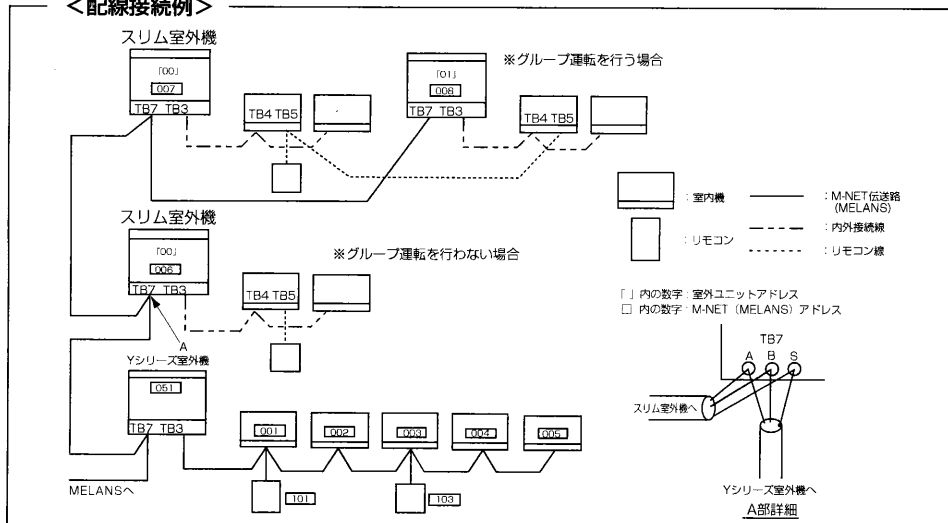 <配線接続例>
スリム室外機
「00」
007
TB7 TB3
TB4 TB5
「01」
008
TB7 TB3
※グループ運転を行う場合
TB4 TB5
スリム室外機
「00」
006
TB7 TB3
A
※グループ運転を行わない場合
TB4 TB5
:室内機
:リモコン
:M-NET伝送路
(MELANS)
:内外接続線
:リモコン線
「 」内の数字:室外ユニットアドレス
□ 内の数字:M-NET(MELANS)アドレス
Yシリーズ室外機
051
TB7 TB3
MELANSへ
001
002
003
004
005
101
103
TB7
A B S
スリム室外機へ
Yシリーズ室外機へ
A部詳細